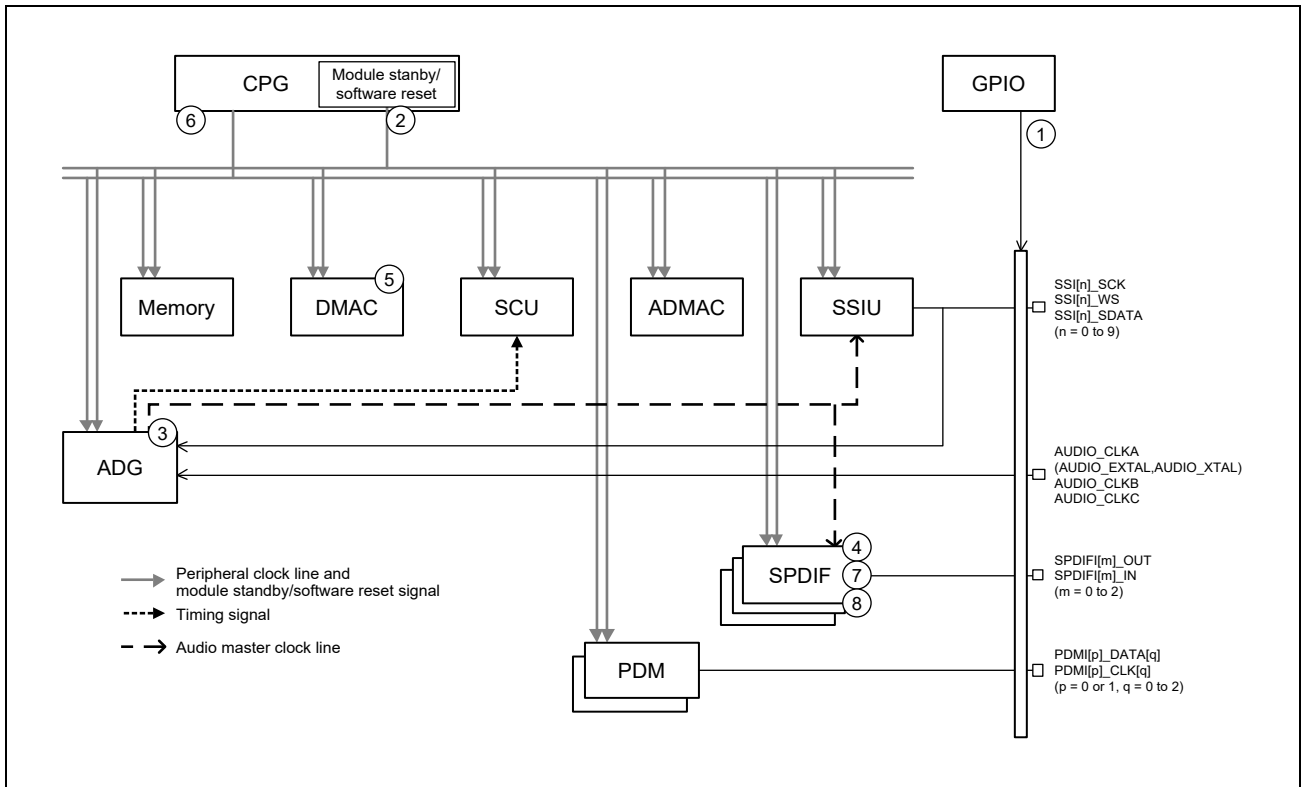 CPG
Module stanby/
software reset
GPIO
6
2
1
5
Memory
DMAC
SCU
ADMAC
SSIU
SSI[n]_SCK
SSI[n]_WS
SSI[n]_SDATA
(n = 0 to 9)
3
ADG
AUDIO_CLKA
(AUDIO_EXTAL,AUDIO_XTAL)
AUDIO_CLKB
AUDIO_CLKC
4
SPDIF
7
8
SPDIFI[m]_OUT
SPDIFI[m]_IN
(m = 0 to 2)
Peripheral clock line and
module standby/software reset signal
Timing signal
Audio master clock line
PDM
PDMI[p]_DATA[q]
PDMI[p]_CLK[q]
(p = 0 or 1, q = 0 to 2)